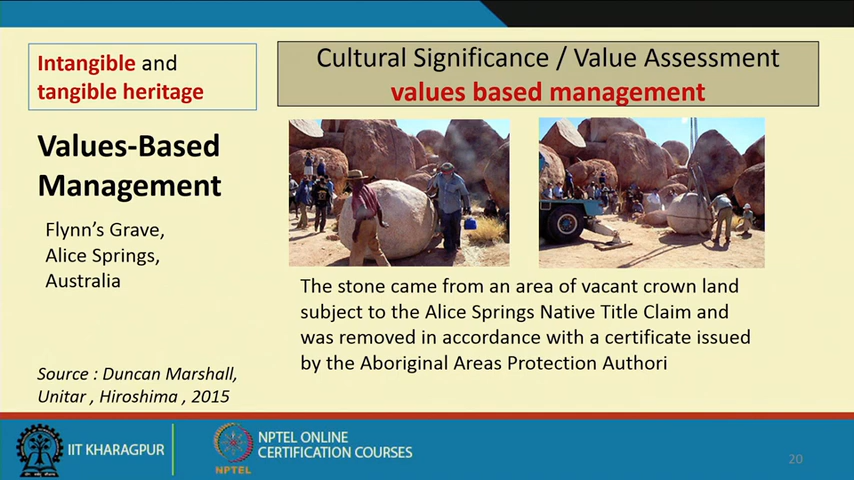 Intangible and
tangible heritage
Cultural Significance / Value Assessment
values based management
Values-Based
Management
Flynn's Grave,
Alice Springs,
Australia
The stone came from an area of vacant crown land
subject to the Alice Springs Native Title Claim and
was removed in accordance with a certificate issued
by the Aboriginal Areas Protection Authori
Source : Duncan Marshall,
Unitar , Hiroshima , 2015
IIT KHARAGPUR
NPTEL
NPTEL ONLINE
CERTIFICATION COURSES
20